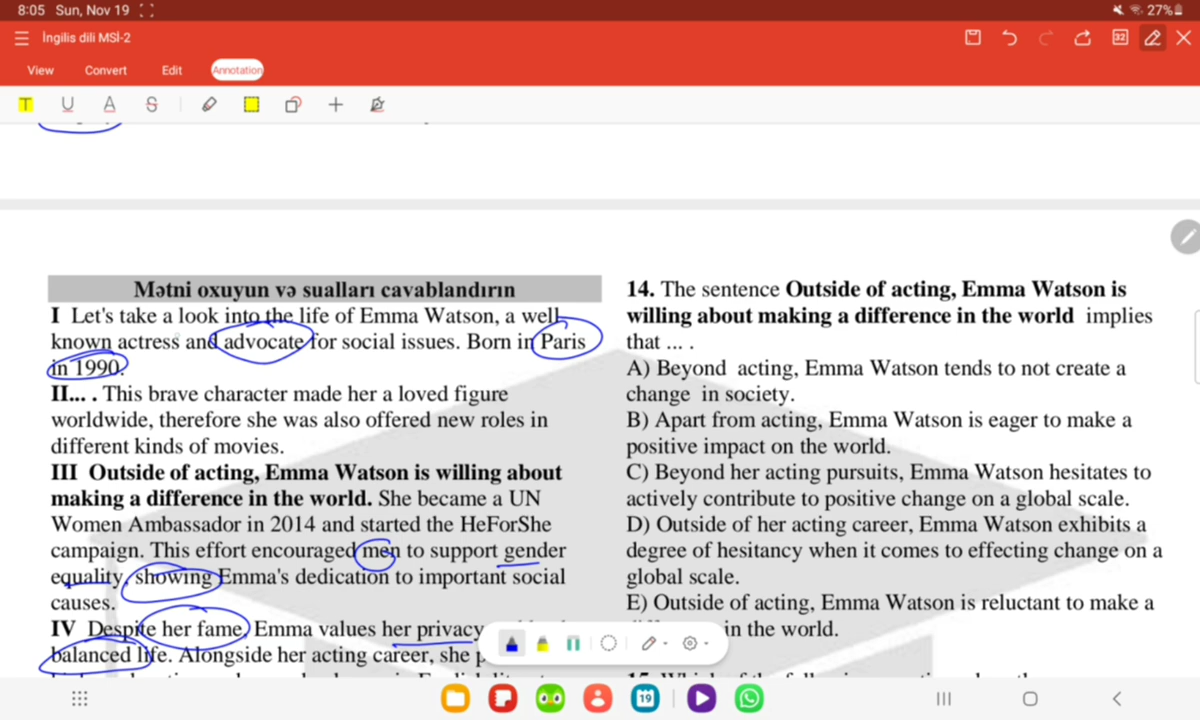 8:05 Sun, Nov 19
27%
İngilis dili MSİ-2
32
View Convert Edit Annotation
T U A S
Mətni oxuyun və sualları cavablandırın
I Let's take a look into the life of Emma Watson, a well
known actress and advocate for social issues. Born in Paris
in 1990.
II... . This brave character made her a loved figure
worldwide, therefore she was also offered new roles in
different kinds of movies.
III Outside of acting, Emma Watson is willing about
making a difference in the world. She became a UN
Women Ambassador in 2014 and started the HeForShe
campaign. This effort encouraged men to support gender
equality, showing Emma's dedication to important social
causes.
IV Despite her fame, Emma values her privacy
balanced life. Alongside her acting career, she
14. The sentence Outside of acting, Emma Watson is
willing about making a difference in the world implies
that ... .
A) Beyond acting, Emma Watson tends to not create a
change in society.
B) Apart from acting, Emma Watson is eager to make a
positive impact on the world.
C) Beyond her acting pursuits, Emma Watson hesitates to
actively contribute to positive change on a global scale.
D) Outside of her acting career, Emma Watson exhibits a
degree of hesitancy when it comes to effecting change on a
global scale.
E) Outside of acting, Emma Watson is reluctant to make a
in the world.
19